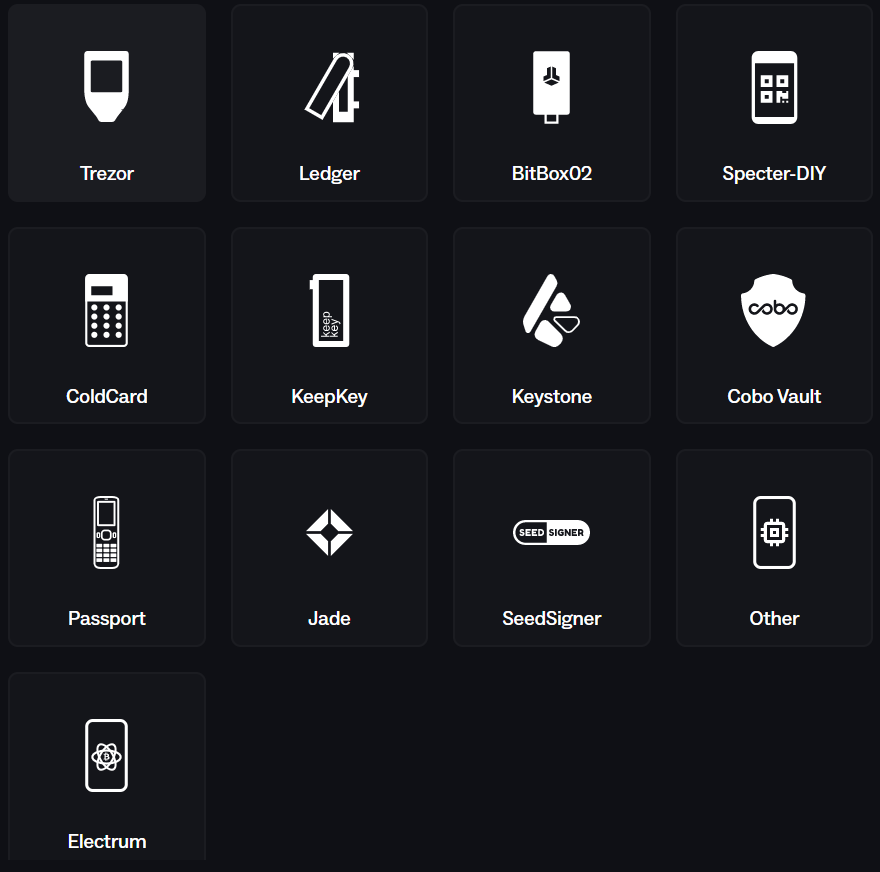 Trezor
Ledger
BitBox02
Specter-DIY
keep
key
cobo
ColdCard
KeepKey
Keystone
Cobo Vault
SEED SIGNER
Passport
Jade
SeedSigner
Other
B
Electrum